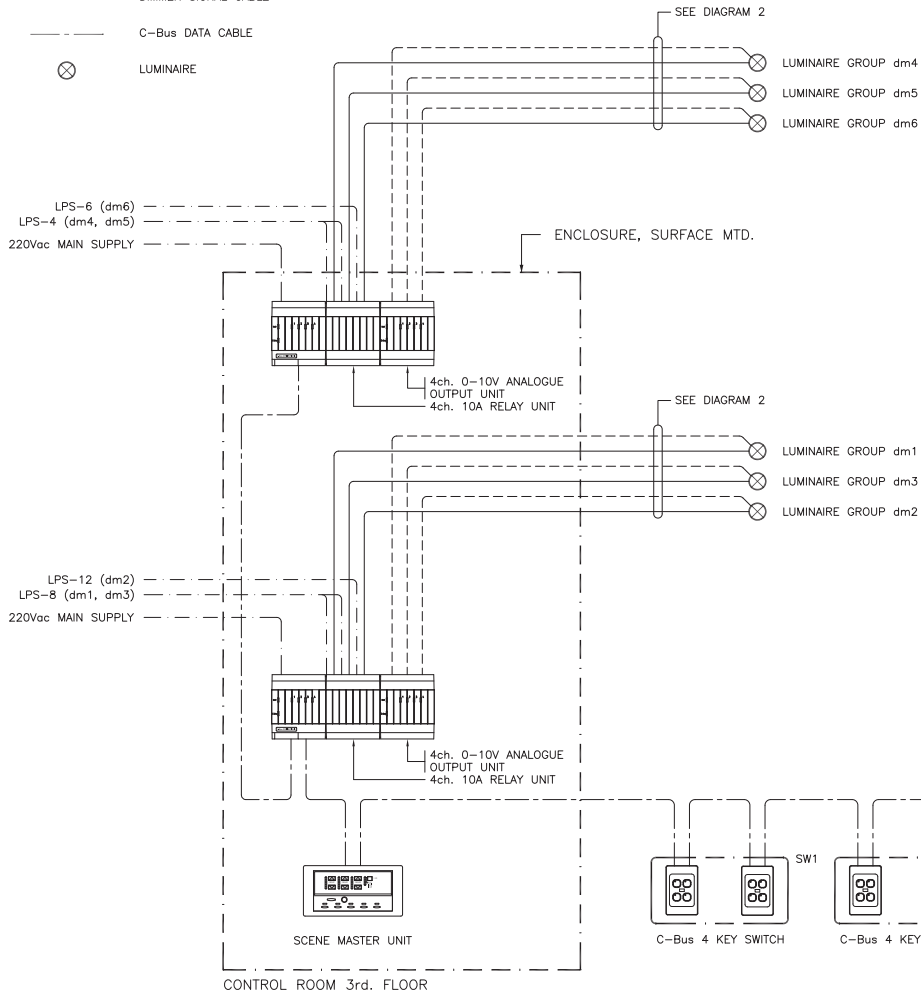 DIMMER SIGNAL CABLE
C-Bus DATA CABLE
LUMINAIRE
SEE DIAGRAM 2
LUMINAIRE GROUP dm4
LUMINAIRE GROUP dm5
LUMINAIRE GROUP dm6
LPS-6 (dm6)
LPS-4 (dm4, dm5)
220Vac MAIN SUPPLY
ENCLOSURE, SURFACE MTD.
4ch. 0-10V ANALOGUE
OUTPUT UNIT
4ch. 10A RELAY UNIT
SEE DIAGRAM 2
LUMINAIRE GROUP dm1
LUMINAIRE GROUP dm3
LUMINAIRE GROUP dm2
LPS-12 (dm2)
LPS-8 (dm1, dm3)
220Vac MAIN SUPPLY
4ch. 0-10V ANALOGUE
OUTPUT UNIT
4ch. 10A RELAY UNIT
SW1
SCENE MASTER UNIT
C-Bus 4 KEY SWITCH
C-Bus 4 KEY
CONTROL ROOM 3rd. FLOOR